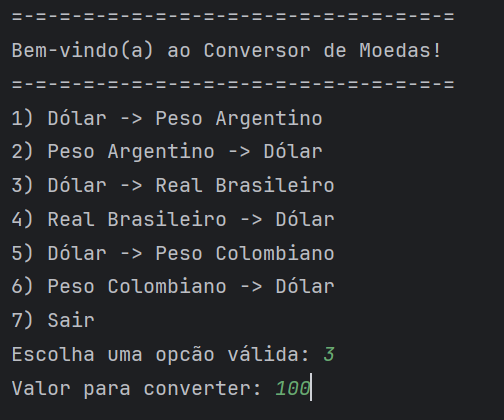 =-=-=-=-=-=-=-=-=-=-=-=-=-=-=-=-=-=-=
Bem-vindo(a) ao Conversor de Moedas!
=-=-=-=-=-=-=-=-=-=-=-=-=-=-=-=-=-=-=
1) Dólar -> Peso Argentino
2) Peso Argentino -> Dólar
3) Dólar -> Real Brasileiro
4) Real Brasileiro -> Dólar
5) Dólar -> Peso Colombiano
6) Peso Colombiano -> Dólar
7) Sair
Escolha uma opcão válida: 3
Valor para converter: 100